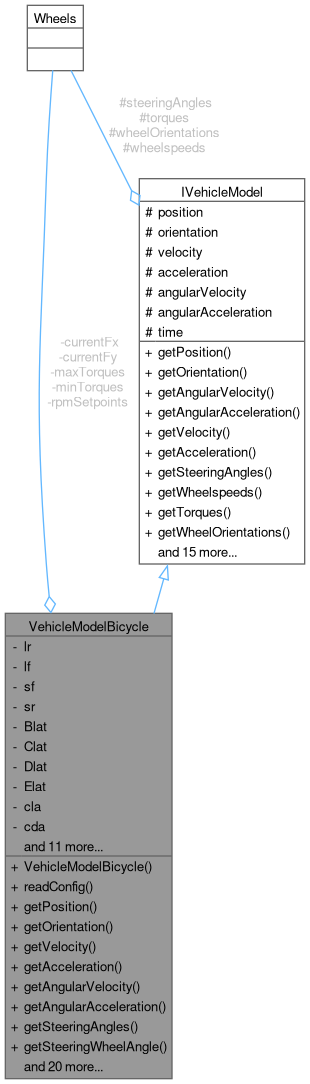 Wheels
#steeringAngles
#torques
#wheelOrientations
#wheelspeeds
IVehicleModel
# position
# orientation
# velocity
# acceleration
# angularVelocity
# angularAcceleration
# time
+ getPosition()
+ getOrientation()
+ getAngularVelocity()
+ getAngularAcceleration()
+ getVelocity()
+ getAcceleration()
+ getSteeringAngles()
+ getWheelspeeds()
+ getTorques()
+ getWheelOrientations()
and 15 more...
-currentFx
-currentFy
-maxTorques
-minTorques
-rpmSetpoints
VehicleModelBicycle
- lr
- lf
- sf
- sr
- Blat
- Clat
- Dlat
- Elat
- cla
- cda
and 11 more...
+ VehicleModelBicycle()
+ readConfig()
+ getPosition()
+ getOrientation()
+ getVelocity()
+ getAcceleration()
+ getAngularVelocity()
+ getAngularAcceleration()
+ getSteeringAngles()
+ getSteeringWheelAngle()
and 20 more...